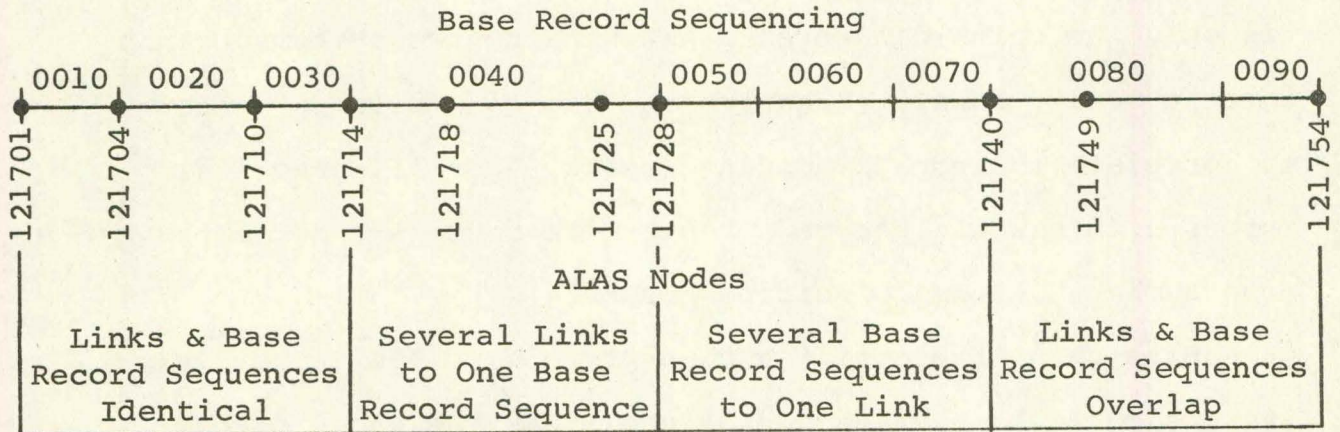 Base Record Sequencing
0010 0020 0030 0040 0050 0060 0070 0080 0090
121701 121704 121710 121714 121718 121725 121728 121740 121749 121754
ALAS Nodes
Links & Base
Record Sequences
Identical
Several Links
to One Base
Record Sequence
Several Base
Record Sequences
to One Link
Links & Base
Record Sequences
Overlap